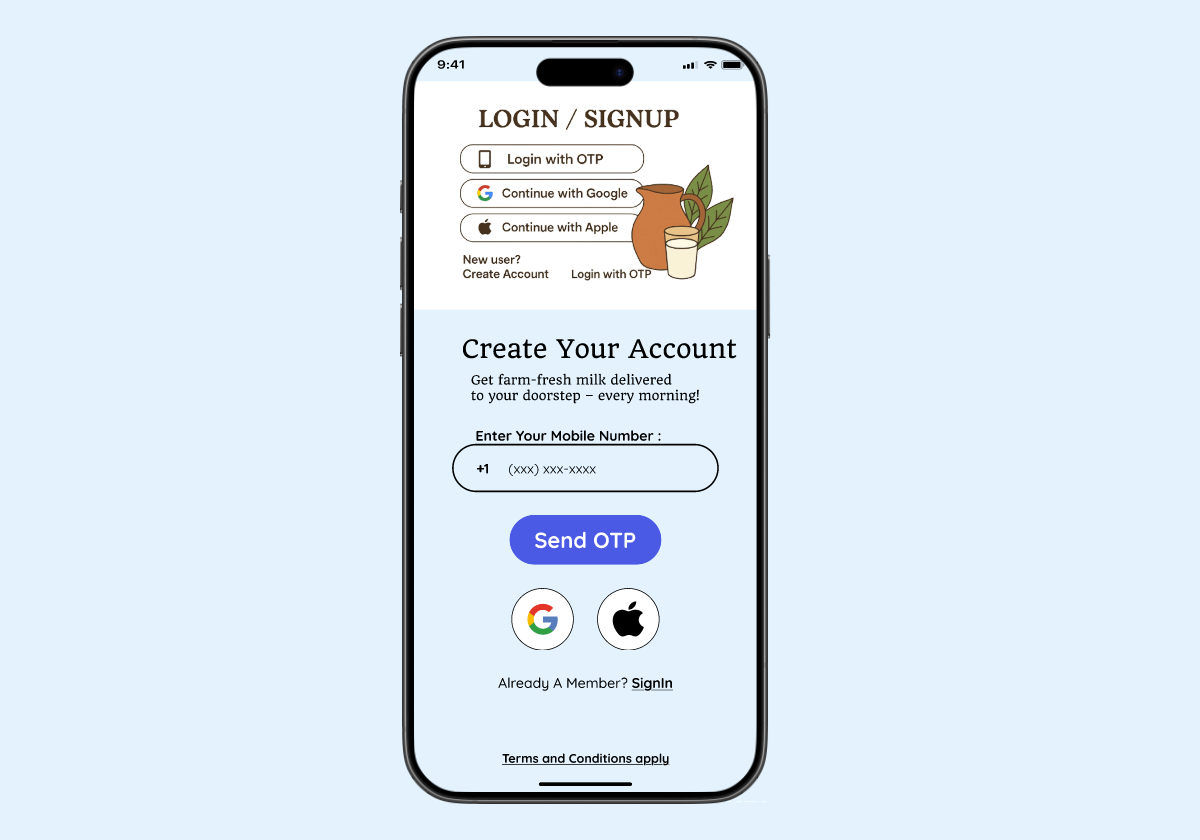 9:41
LOGIN / SIGNUP
Login with OTP
Continue with Google
Continue with Apple
New user?
Create Account Login with OTP
Create Your Account
Get farm-fresh milk delivered
to your doorstep – every morning!
Enter Your Mobile Number :
+1 (xxx) xxx-xxxx
Send OTP
Already A Member? SignIn
Terms and Conditions apply